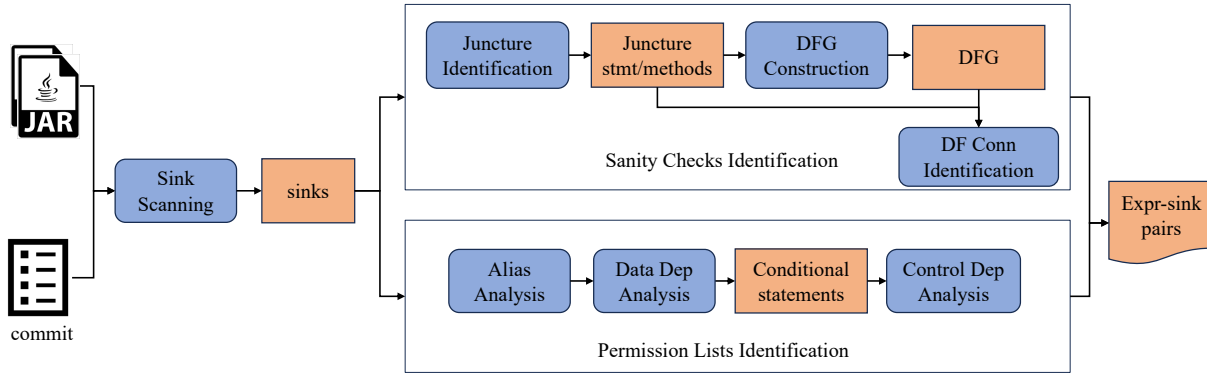 JAR
commit
Sink
Scanning
sinks
Juncture
Identification
Juncture
stmt/methods
DFG
Construction
DFG
DF Conn
Identification
Sanity Checks Identification
Alias
Analysis
Data Dep
Analysis
Conditional
statements
Control Dep
Analysis
Permission Lists Identification
Expr-sink
pairs